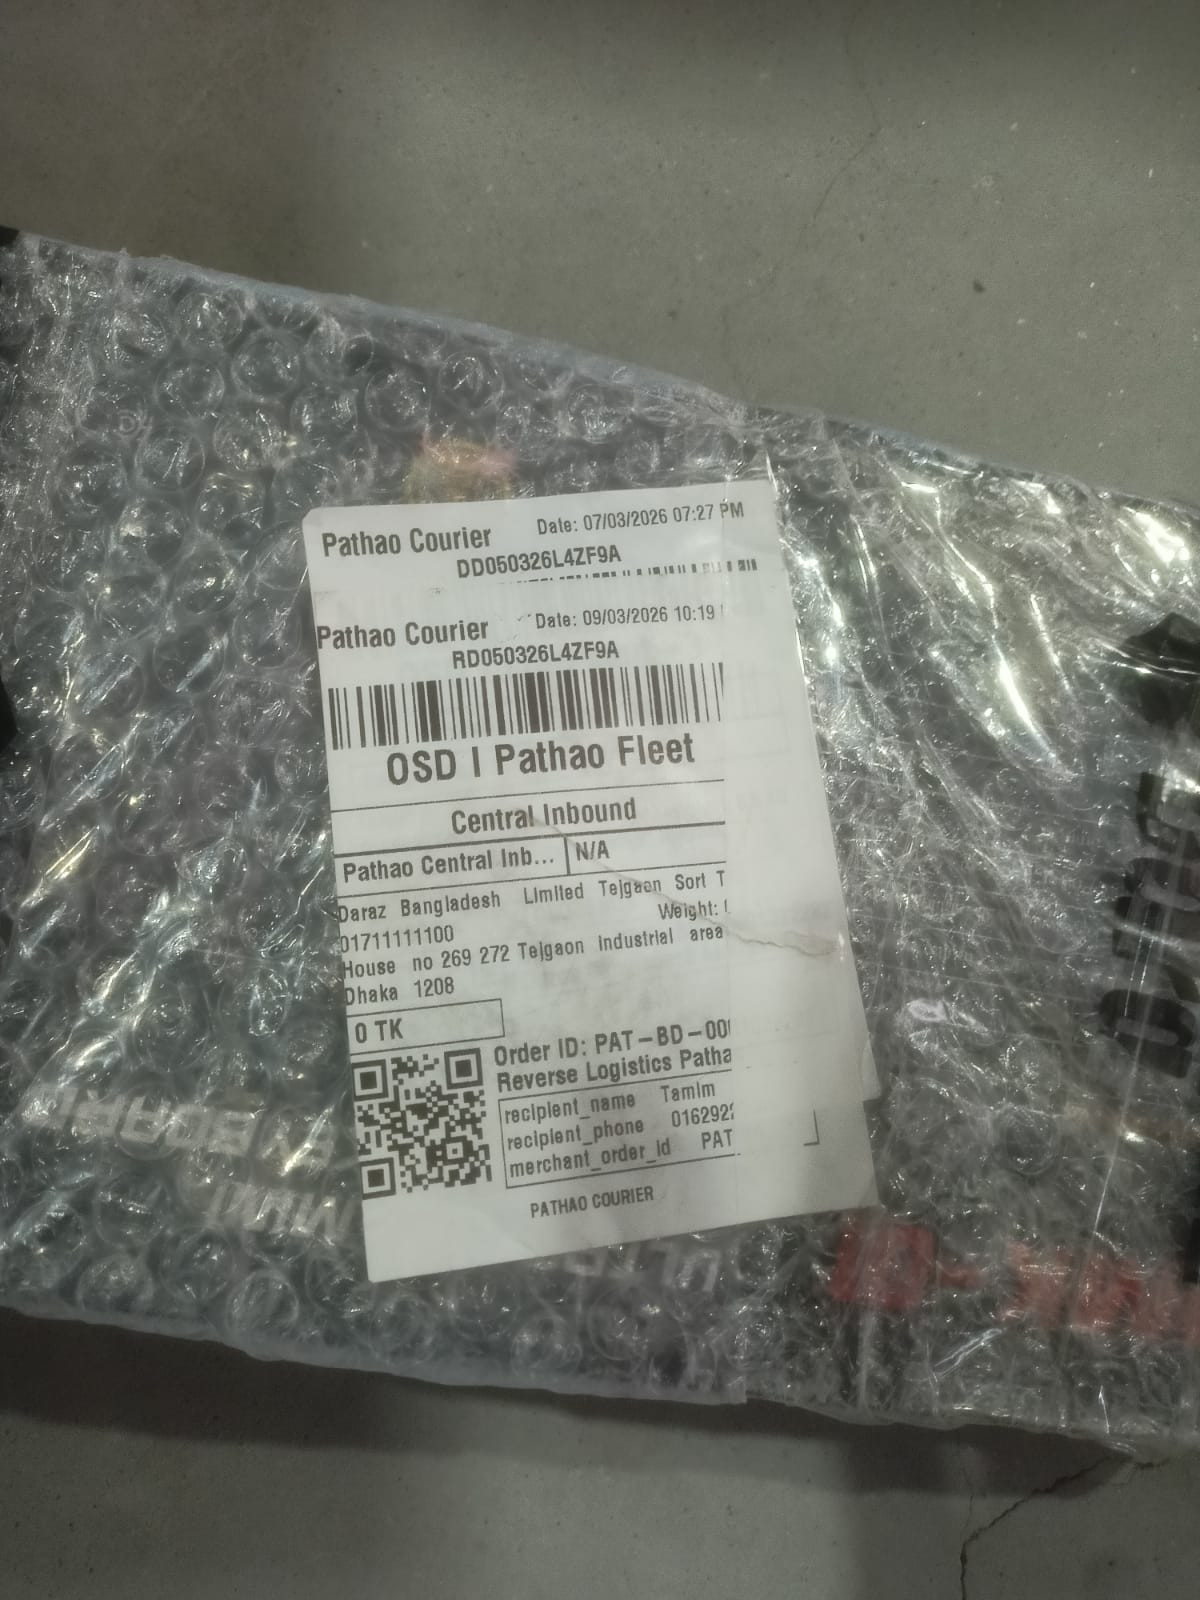 Pathao Courier Date: 07/03/2026 07:27 PM
DD050326L4ZF9A
Pathao Courier Date: 09/03/2026 10:19
RD050326L4ZF9A
OSD | Pathao Fleet
Central Inbound
Pathao Central Inb... N/A
Daraz Bangladesh Limited Tejgaon Sort T
Weight:
01711111100
House no 269 272 Tejgaon Industrial area
Dhaka 1208
0 TK
Order ID: PAT-BD-00
Reverse Logistics Patha
recipient_name Tamim
recipient_phone 0162922
merchant_order_id PAT
PATHAO COURIER